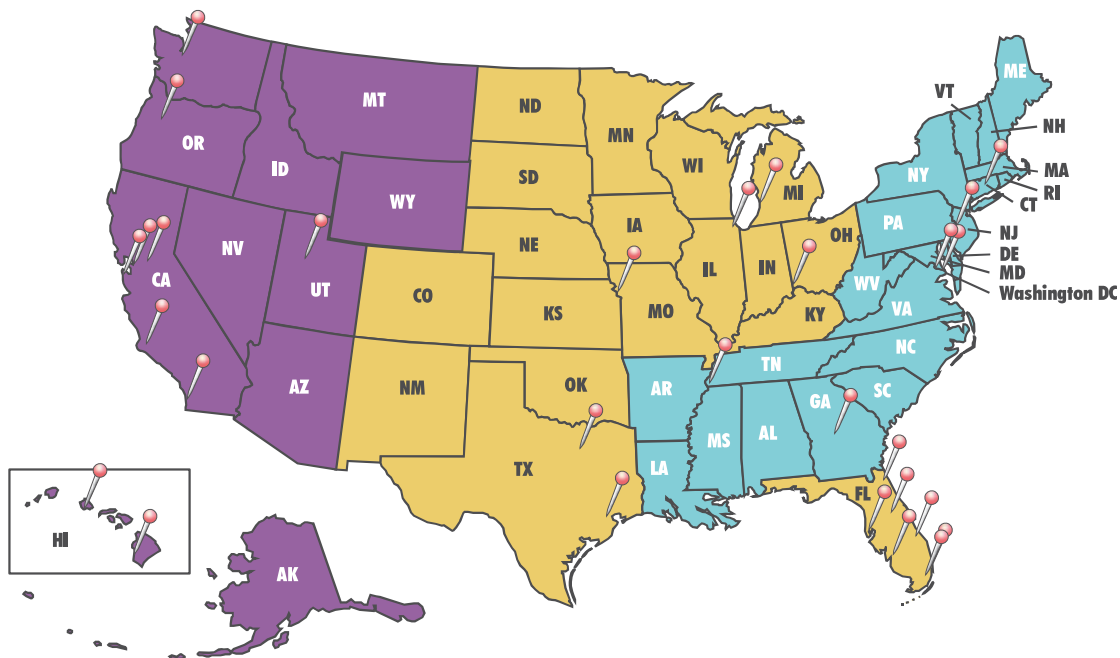 ME
VT
NH
ND
MT
MN
OR
WI
MA
ID
NY
MI
RI
SD
CT
WY
PA
IA
NJ
OH
NE
DE
NV
IL
IN
MD
CA
WV
Washington DC
UT
CO
VA
KS
MO
KY
NC
TN
AZ
NM
OK
AR
SC
GA
MS
AL
TX
LA
FL
HI
AK